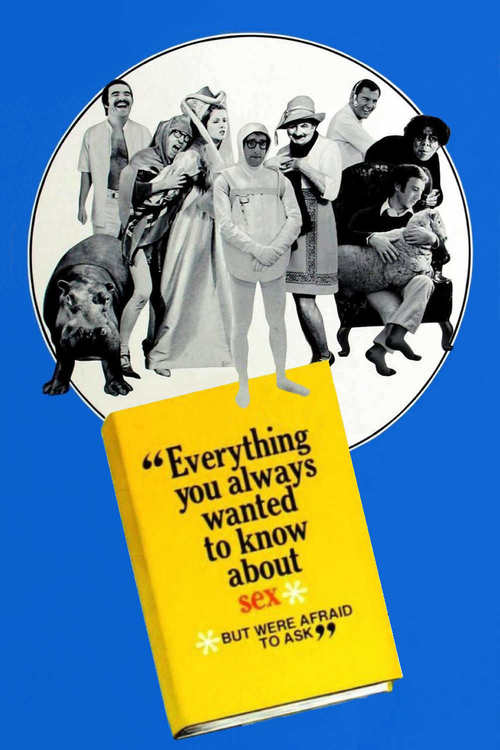 “Everything
you always
wanted
to know
about
sex*
*BUT WERE AFRAID
TO ASK”